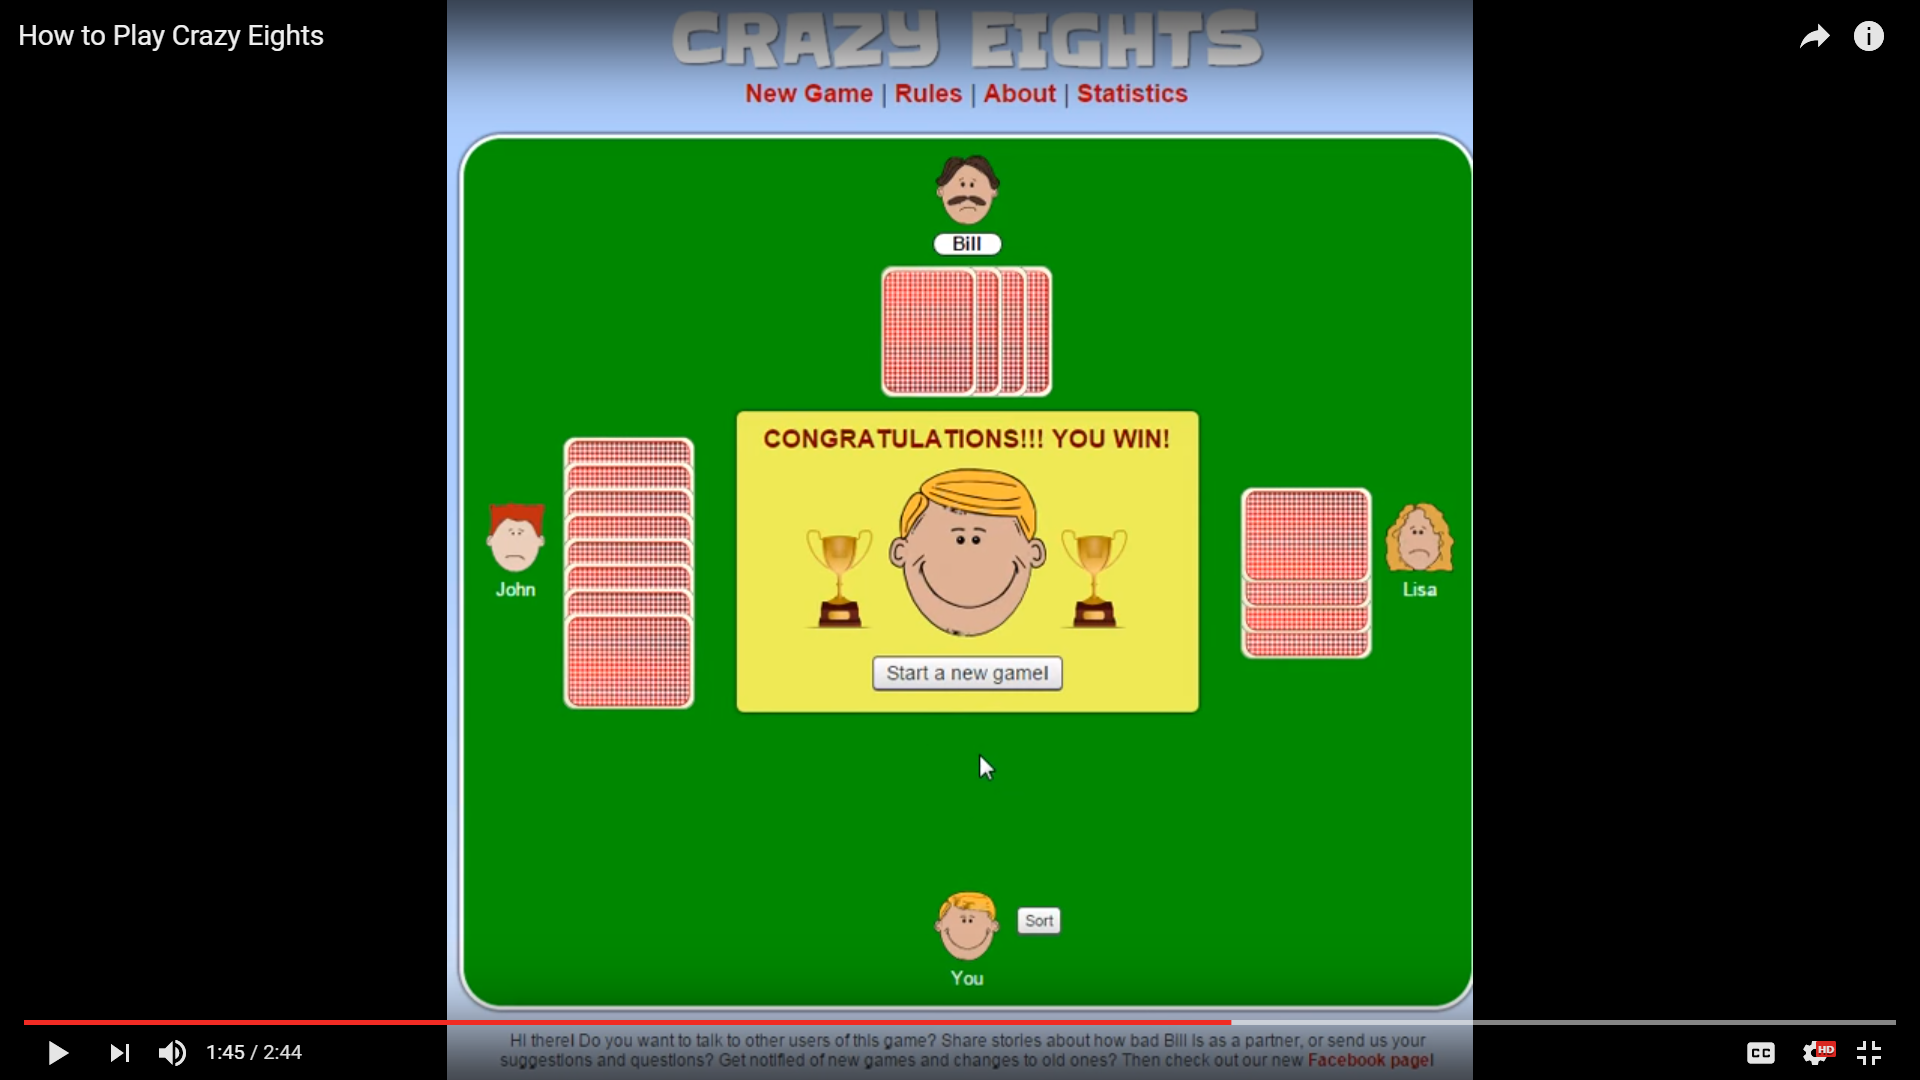 How to Play Crazy Eights
CRAZY EIGHTS
New Game | Rules | About | Statistics
Bill
CONGRATULATIONS!!! YOU WIN!
John
Lisa
Start a new game!
Sort
You
Hi there! Do you want to talk to other users of this game? Share stories about how bad Bill is as a partner, or send us your
suggestions and questions? Get notified of new games and changes to old ones? Then check out our new Facebook page!
1:45 / 2:44
CC
HD